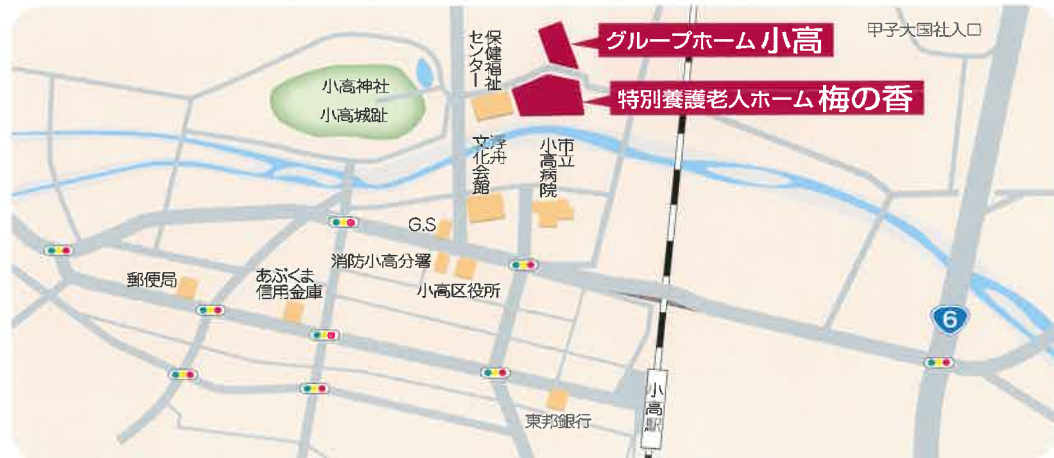 グループホーム 小高
特別養護老人ホーム 梅の香
甲子大国社入口
保健福祉
センター
小高神社
小高城趾
浮舟
文化会館
市立
小高病院
G.S
消防小高分署
小高区役所
郵便局
あぶくま
信用金庫
6
小高駅
東邦銀行